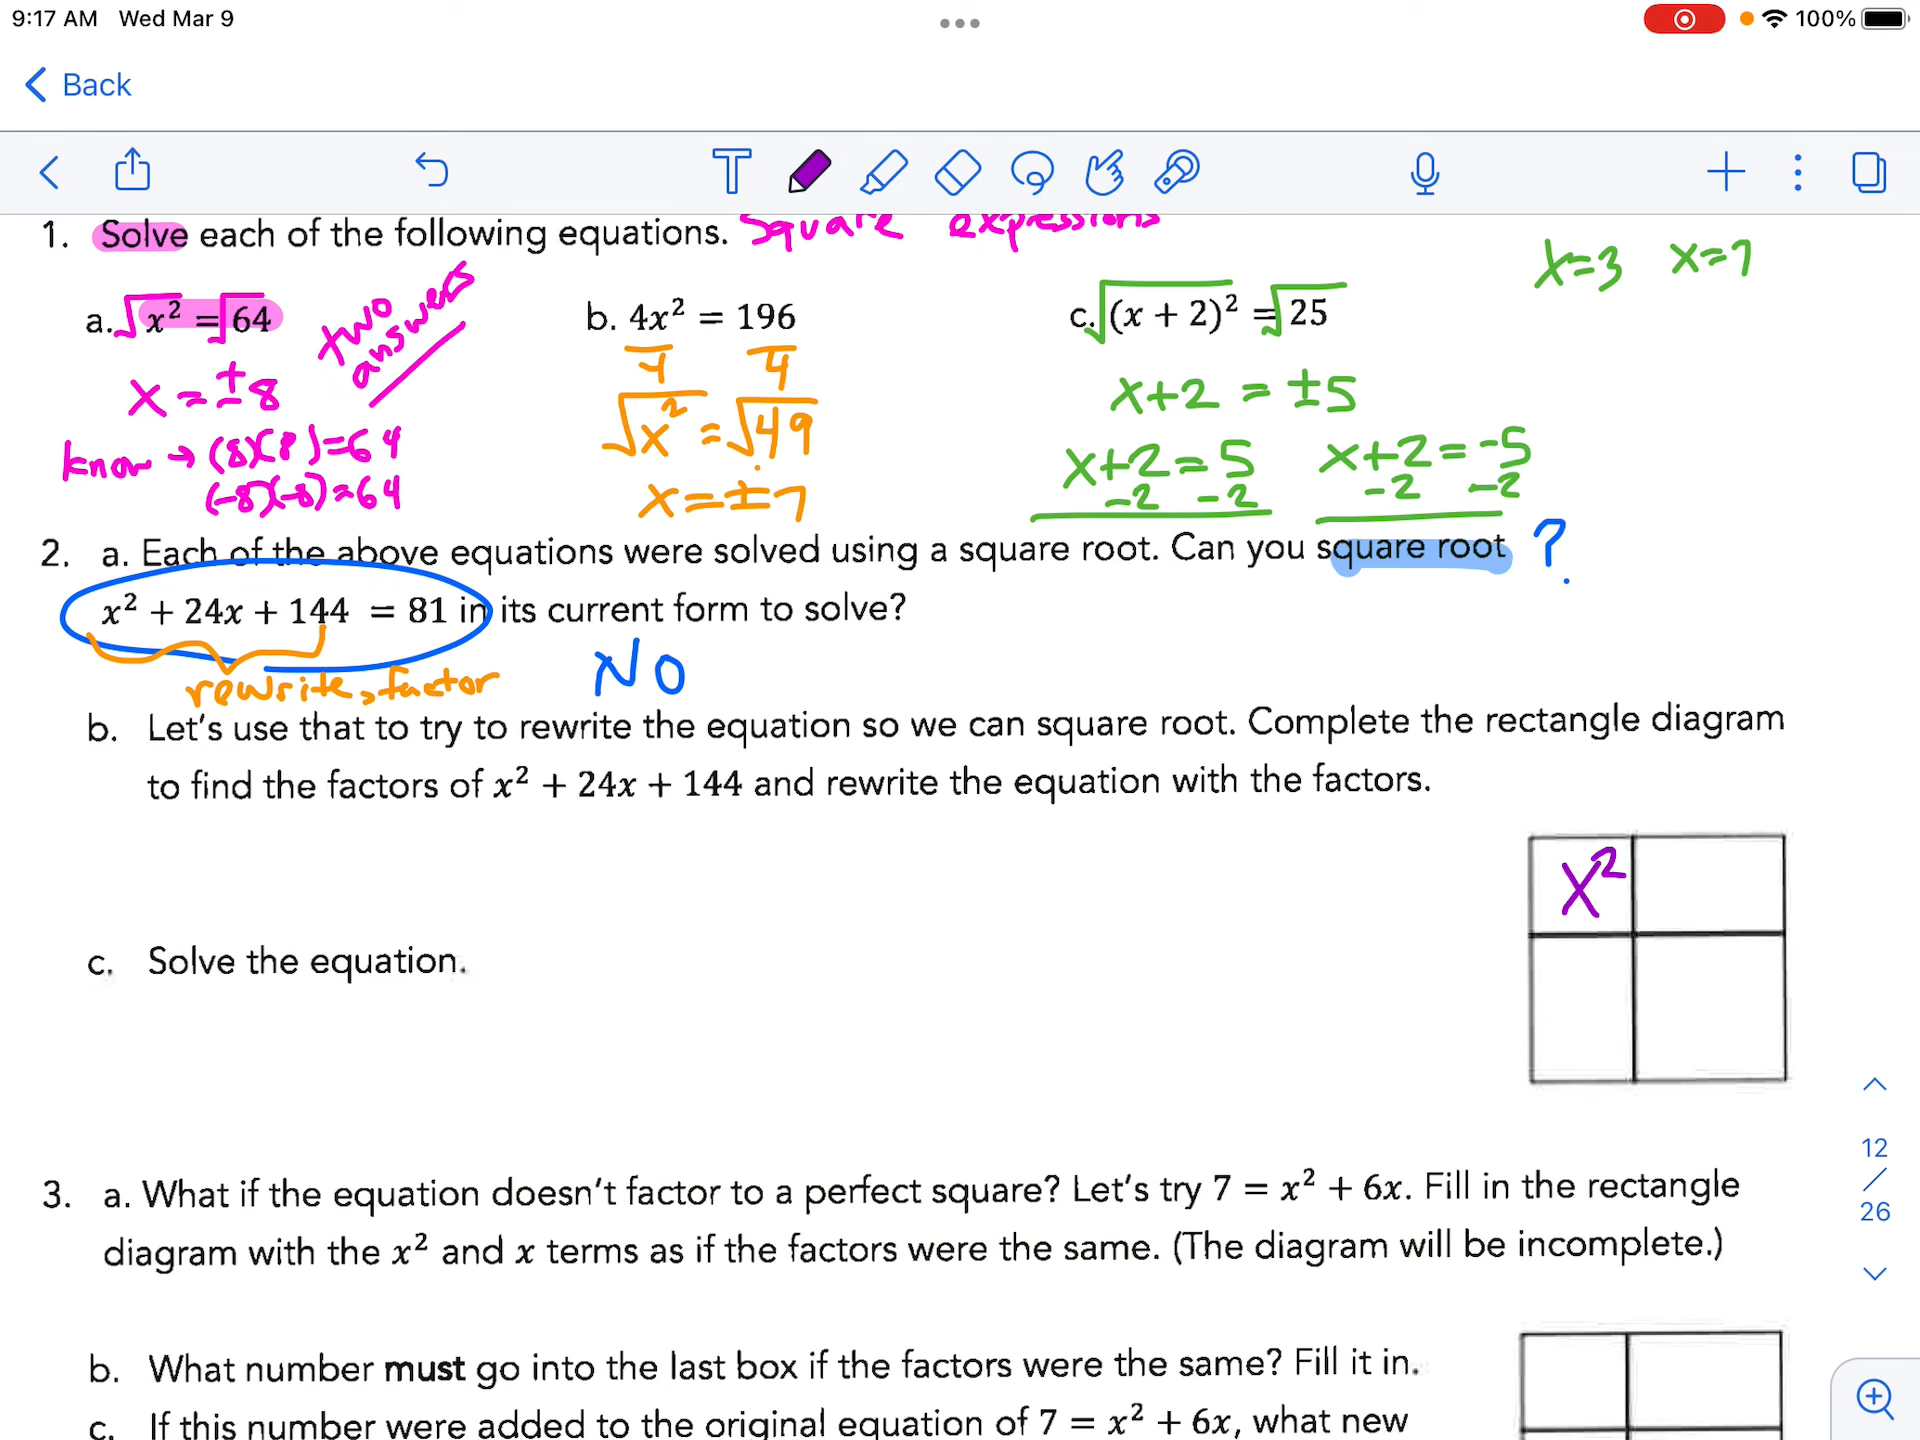 9:17 AM Wed Mar 9
100%
Back
1. Solve each of the following equations. Square expressions
x=3 x=7
a. √x² = √64
two answers
b. 4x² = 196
c. √(x + 2)² = √25
x = ±8
4 4
x+2 = ±5
know → (8)(8)=64
√x² = √49
x+2=5 x+2=-5
(-8)(-8)=64
x=±7
-2 -2 -2 -2
2. a. Each of the above equations were solved using a square root. Can you square root ?
x² + 24x + 144 = 81 in its current form to solve?
rewrite, factor NO
b. Let's use that to try to rewrite the equation so we can square root. Complete the rectangle diagram
to find the factors of x² + 24x + 144 and rewrite the equation with the factors.
x²
c. Solve the equation.
12
/
26
3. a. What if the equation doesn't factor to a perfect square? Let's try 7 = x² + 6x. Fill in the rectangle
diagram with the x² and x terms as if the factors were the same. (The diagram will be incomplete.)
b. What number must go into the last box if the factors were the same? Fill it in.
c. If this number were added to the original equation of 7 = x² + 6x, what new